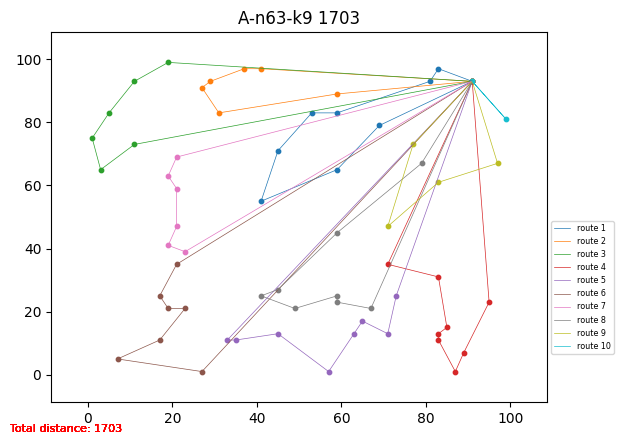 A-n63-k9 1703
100
80
60
40
20
0
0 20 40 60 80 100
route 1
route 2
route 3
route 4
route 5
route 6
route 7
route 8
route 9
route 10
Total distance: 1703